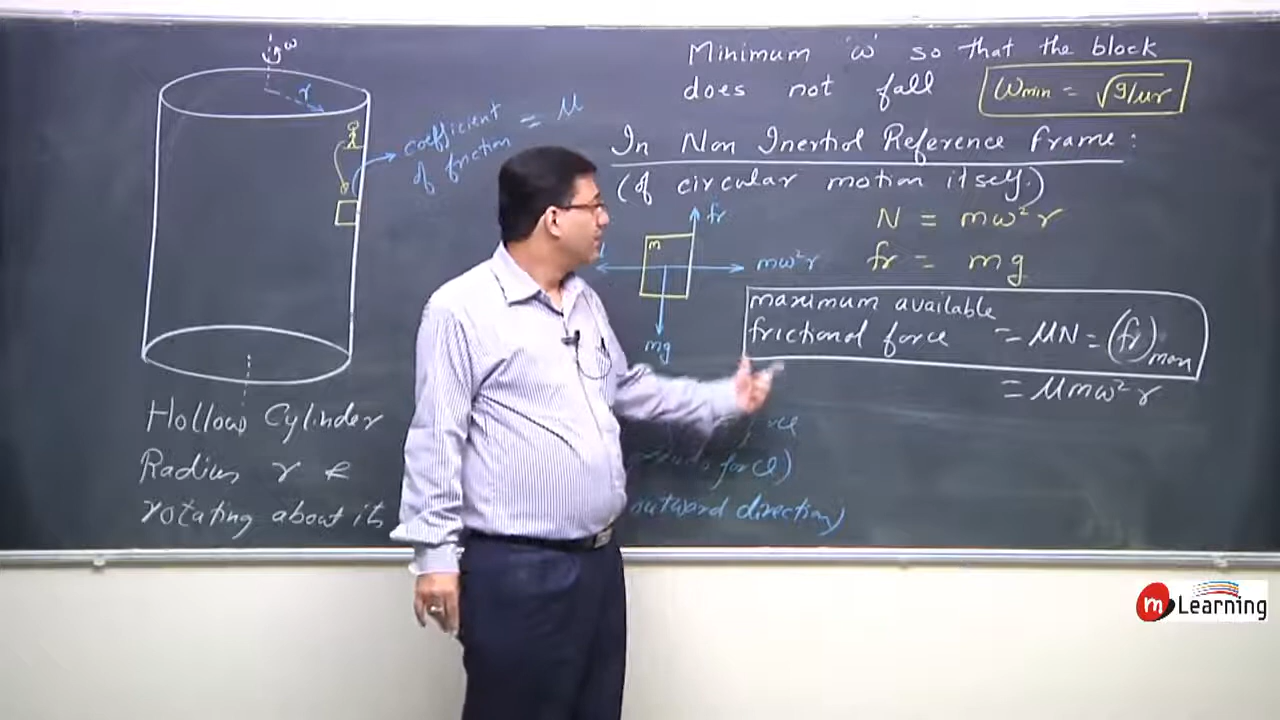 ω
r
coefficient
of friction = μ
Hollow Cylinder
Radius r &
rotating about its
Minimum 'ω' so that the block
does not fall
ωmin = √g/μr
In Non Inertial Reference Frame:
(Of circular motion itself.)
fr
m
mω²r
mg
N = mω²r
fr = mg
maximum available
frictional force = μN = (fr)max
= μmω²r
force)
outward direction)
m Learning